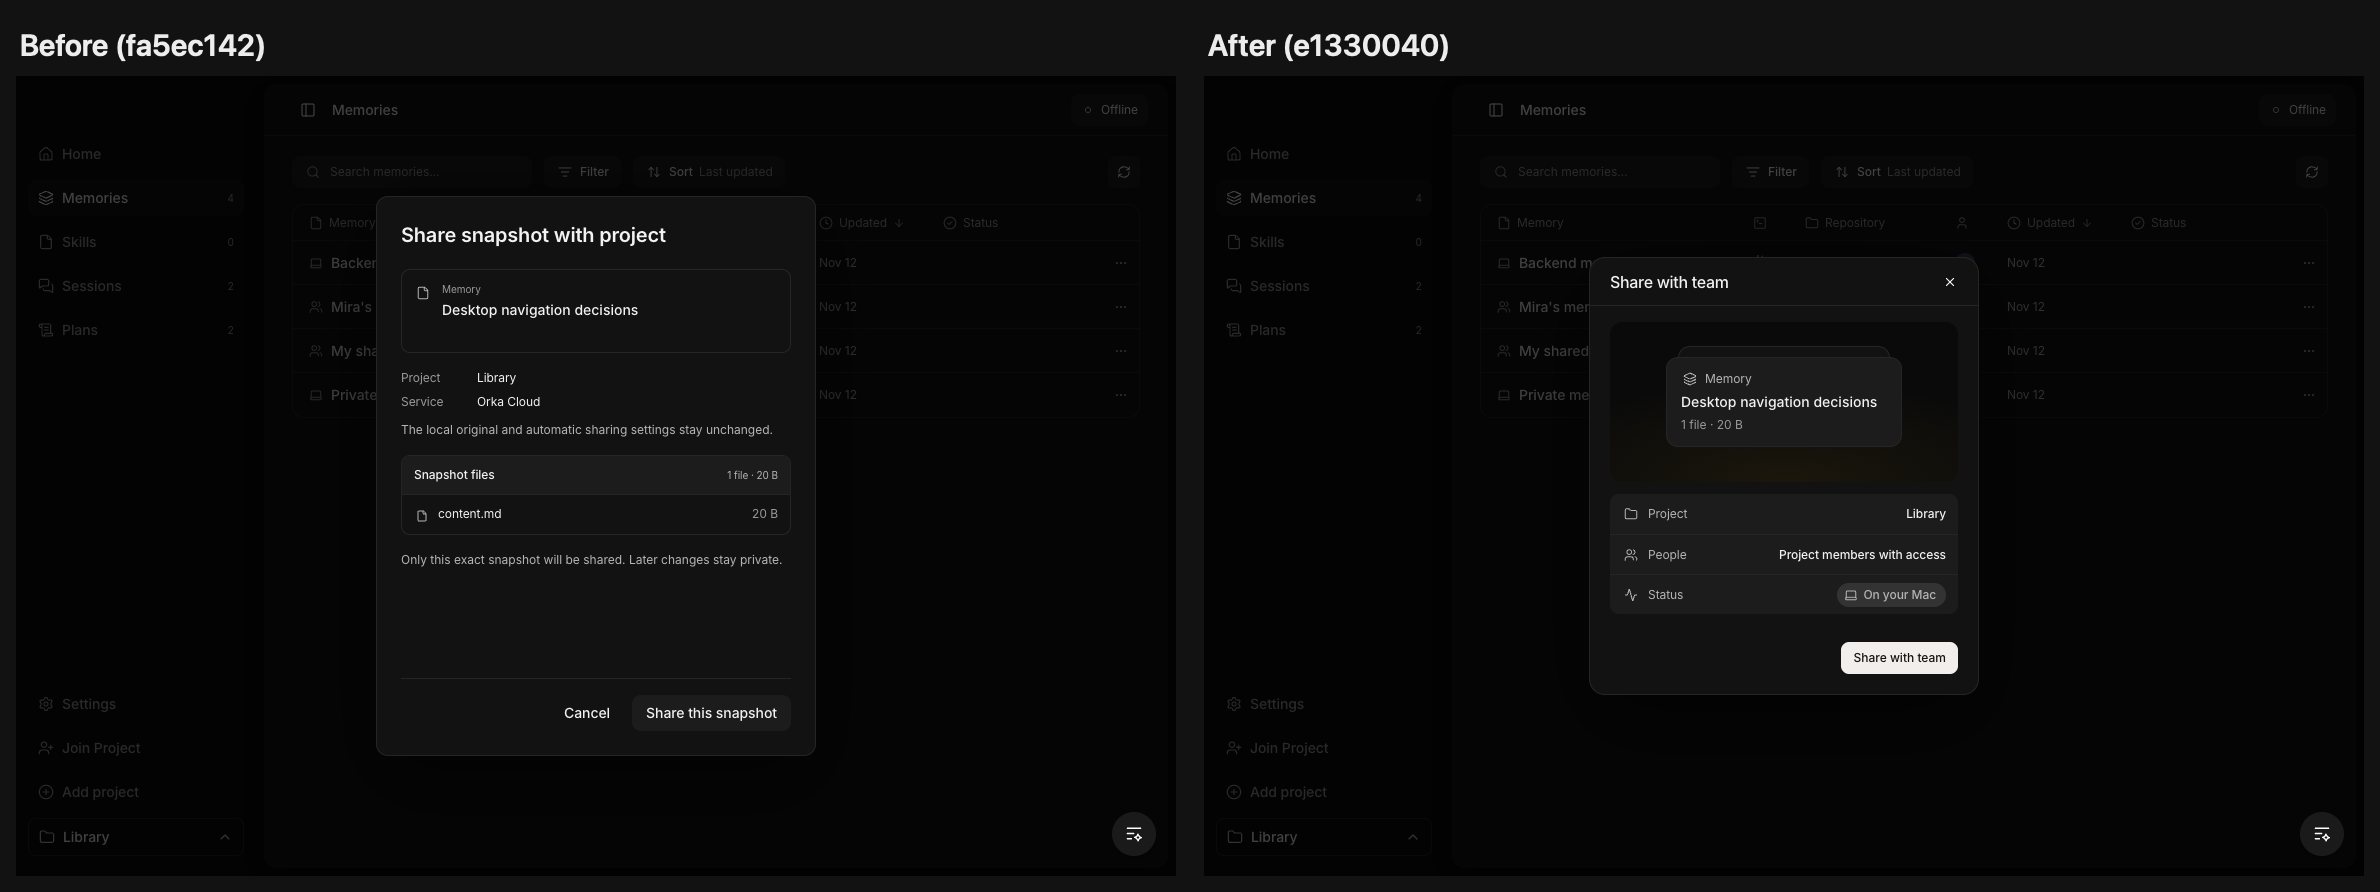 Before (fa5ec142)
Memories
Offline
Home
Memories 4
Skills 0
Sessions 2
Plans 2
Search memories...
Filter
Sort Last updated
Memory
Updated
Status
Backen
Nov 12
Mira's
Nov 12
My sha
Nov 12
Private
Nov 12
Share snapshot with project
Memory
Desktop navigation decisions
Project Library
Service Orka Cloud
The local original and automatic sharing settings stay unchanged.
Snapshot files 1 file · 20 B
content.md 20 B
Only this exact snapshot will be shared. Later changes stay private.
Cancel
Share this snapshot
Settings
Join Project
Add project
Library
After (e1330040)
Memories
Offline
Home
Memories 4
Skills 0
Sessions 2
Plans 2
Search memories...
Filter
Sort Last updated
Memory
Repository
Updated
Status
Backend m
Nov 12
Mira's mer
Nov 12
My shared
Nov 12
Private me
Nov 12
Share with team
Memory
Desktop navigation decisions
1 file · 20 B
Project Library
People Project members with access
Status On your Mac
Share with team
Settings
Join Project
Add project
Library